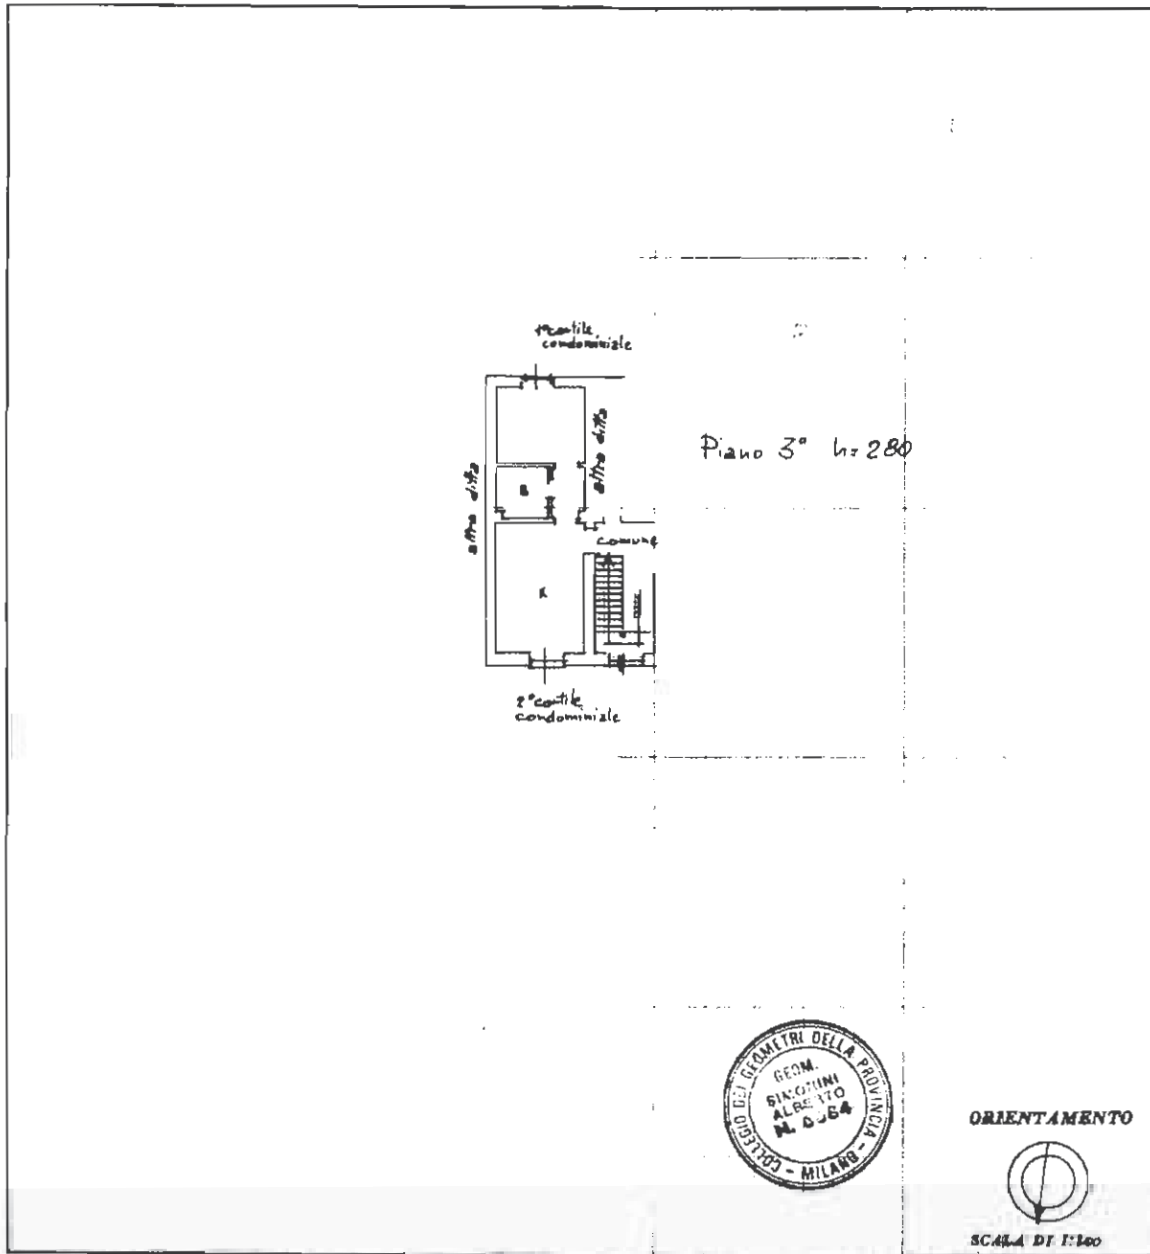 1° cortile
condominiale
altra ditta
altra ditta
Piano 3° h=280
B
comune
K
2° cortile
condominiale
COLLEGIO DEI GEOMETRI DELLA PROVINCIA - MILANO -
GEOM.
SIMONINI
ALBERTO
ORIENTAMENTO
SCALA DI 1:200